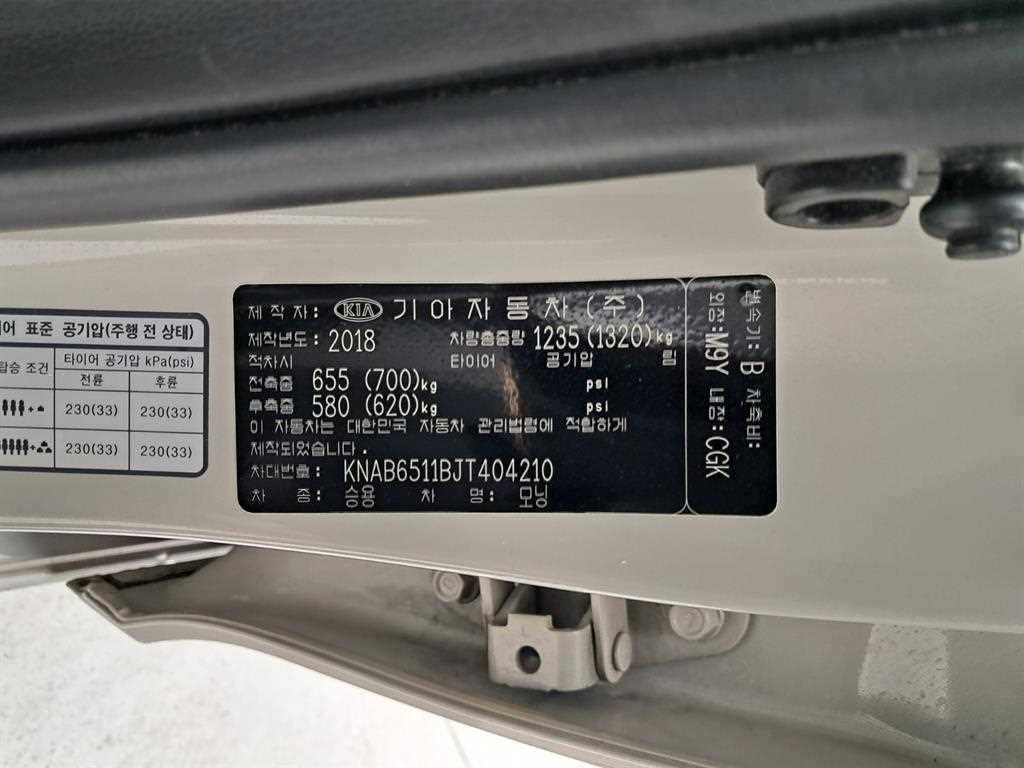 어 표준 공기압(주행 전 상태)
탑승 조건
타이어 공기압 kPa(psi)
전륜 후륜
230(33) 230(33)
230(33) 230(33)
제 작 자: KIA 기아자동차(주)
제작년도: 2018 차량총중량 1235 (1320)kg
적차시 타이어 공기압 림
전축중 655 (700)kg psi
후축중 580 (620)kg psi
이 자동차는 대한민국 자동차 관리법령에 적합하게
제작되었습니다.
차대번호: KNAB6511BJT404210
차 종: 승용 차 명: 모닝
변속기: B 차축비:
외장: M9Y 내장: CGK